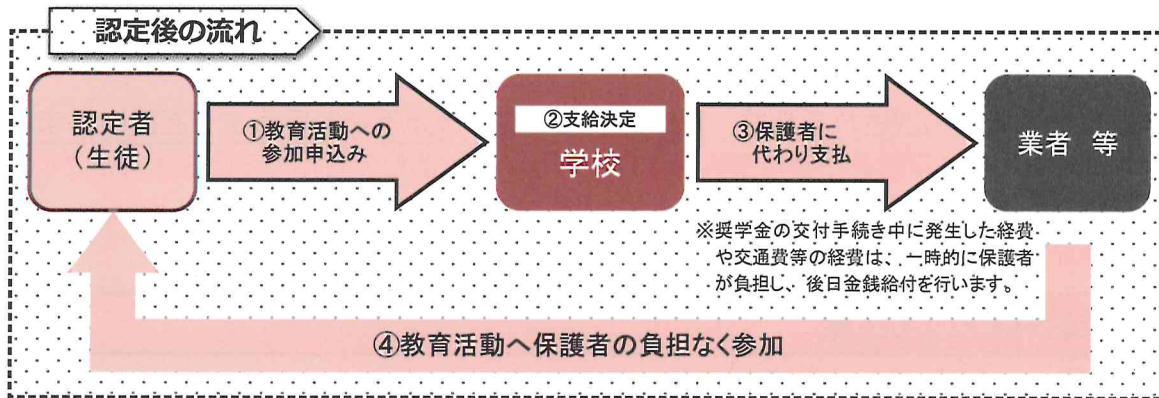 認定後の流れ
認定者
（生徒）
①教育活動への
参加申込み
②支給決定
学校
③保護者に
代わり支払
業者 等
※奨学金の交付手続き中に発生した経費
や交通費等の経費は、一時的に保護者
が負担し、後日金銭給付を行います。
④教育活動へ保護者の負担なく参加